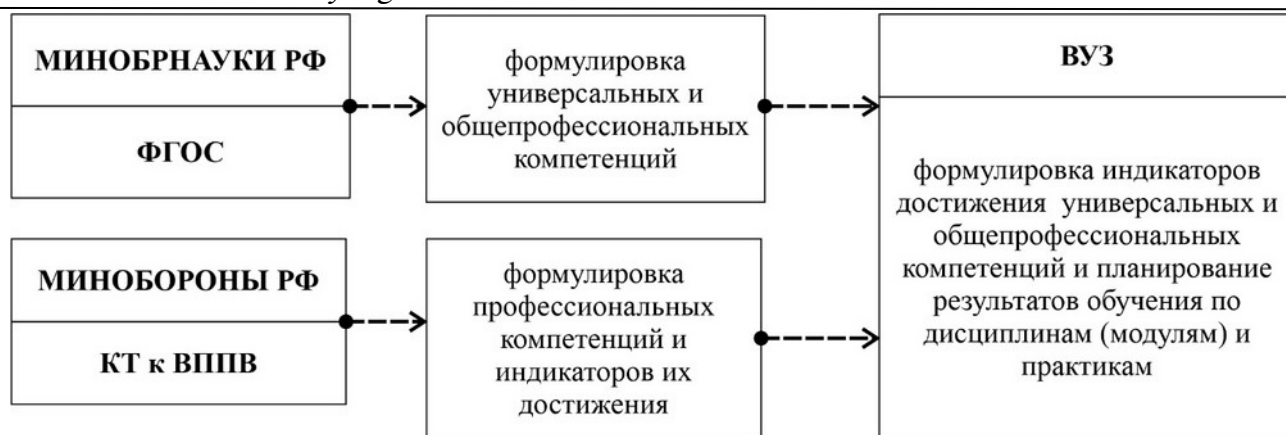 МИНОБРНАУКИ РФ
ФГОС
формулировка
универсальных и
общепрофессиональных
компетенций
МИНОБОРОНЫ РФ
КТ к ВППВ
формулировка
профессиональных
компетенций и
индикаторов их
достижения
ВУЗ
формулировка индикаторов
достижения универсальных и
общепрофессиональных
компетенций и планирование
результатов обучения по
дисциплинам (модулям) и
практикам